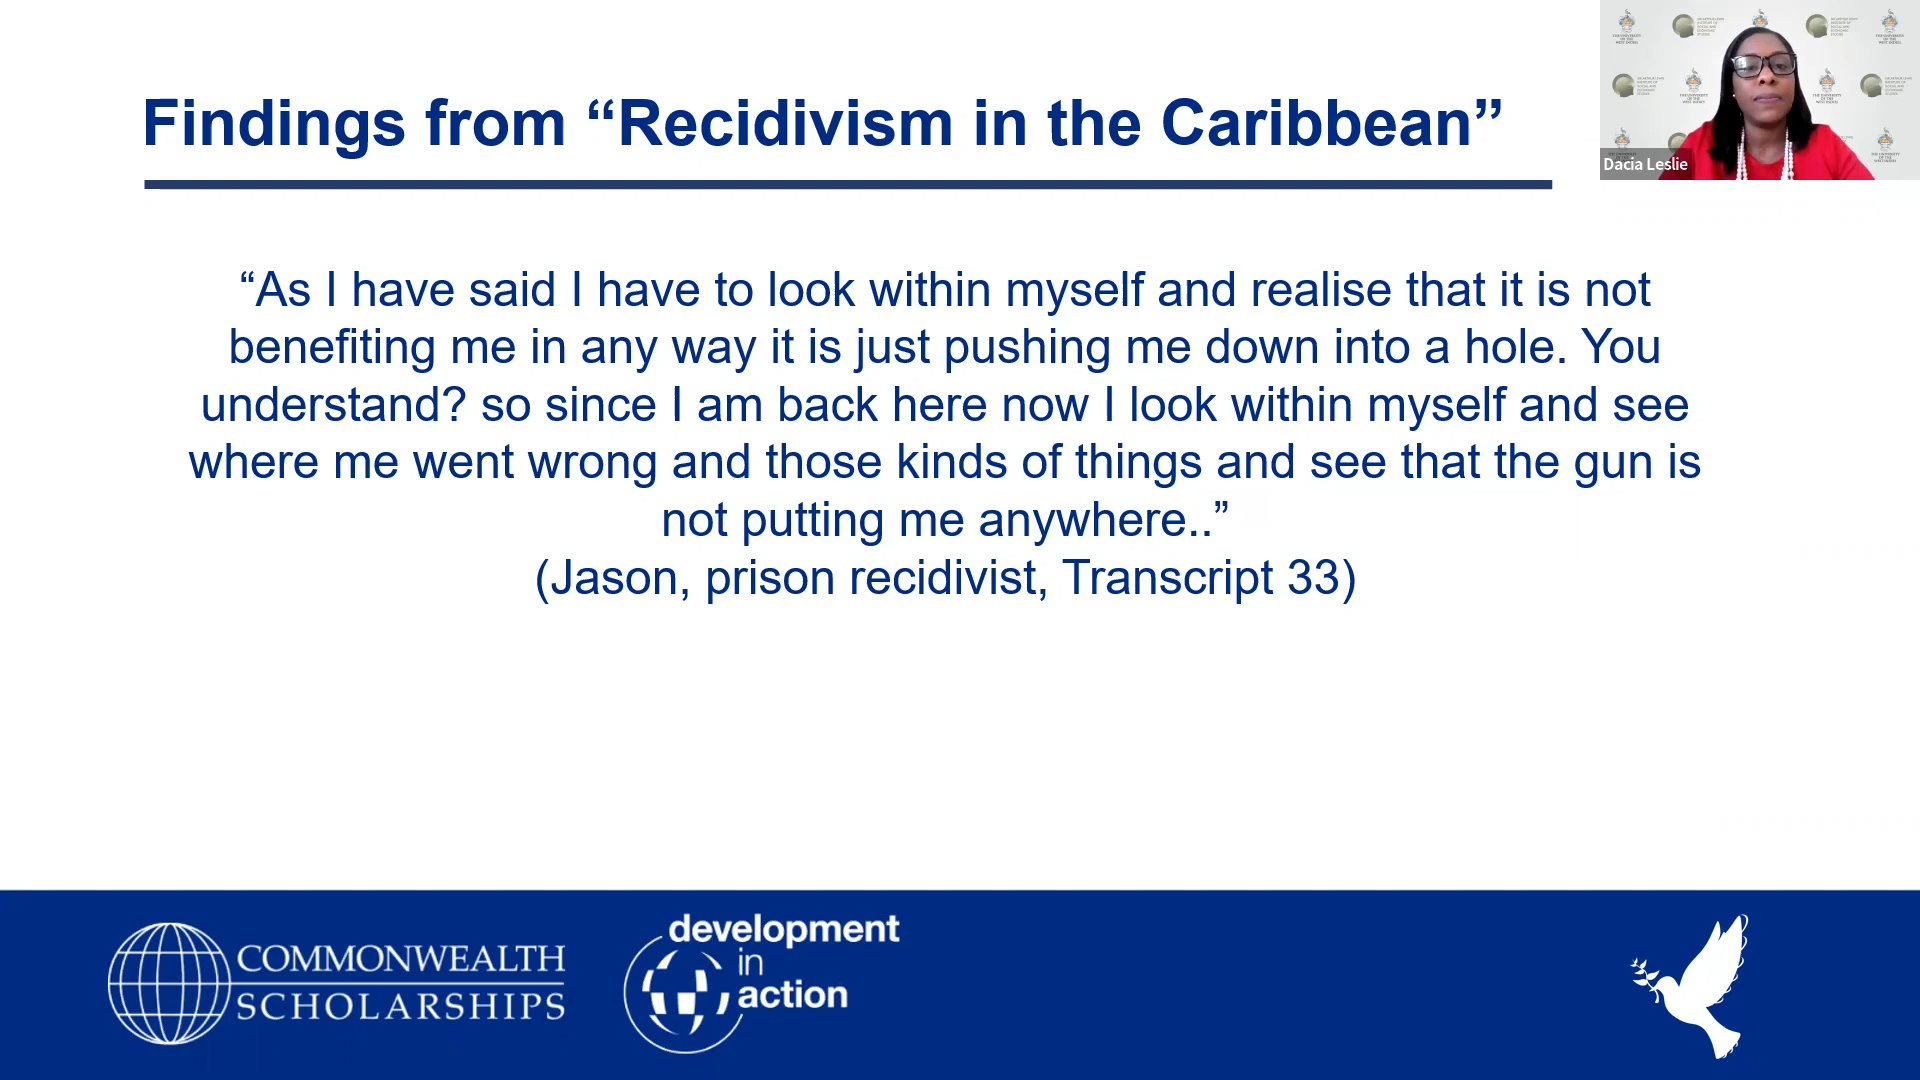 Findings from “Recidivism in the Caribbean”
“As I have said I have to look within myself and realise that it is not
benefiting me in any way it is just pushing me down into a hole. You
understand? so since I am back here now I look within myself and see
where me went wrong and those kinds of things and see that the gun is
not putting me anywhere..”
(Jason, prison recidivist, Transcript 33)
Dacia Leslie
COMMONWEALTH
SCHOLARSHIPS
development
in
action